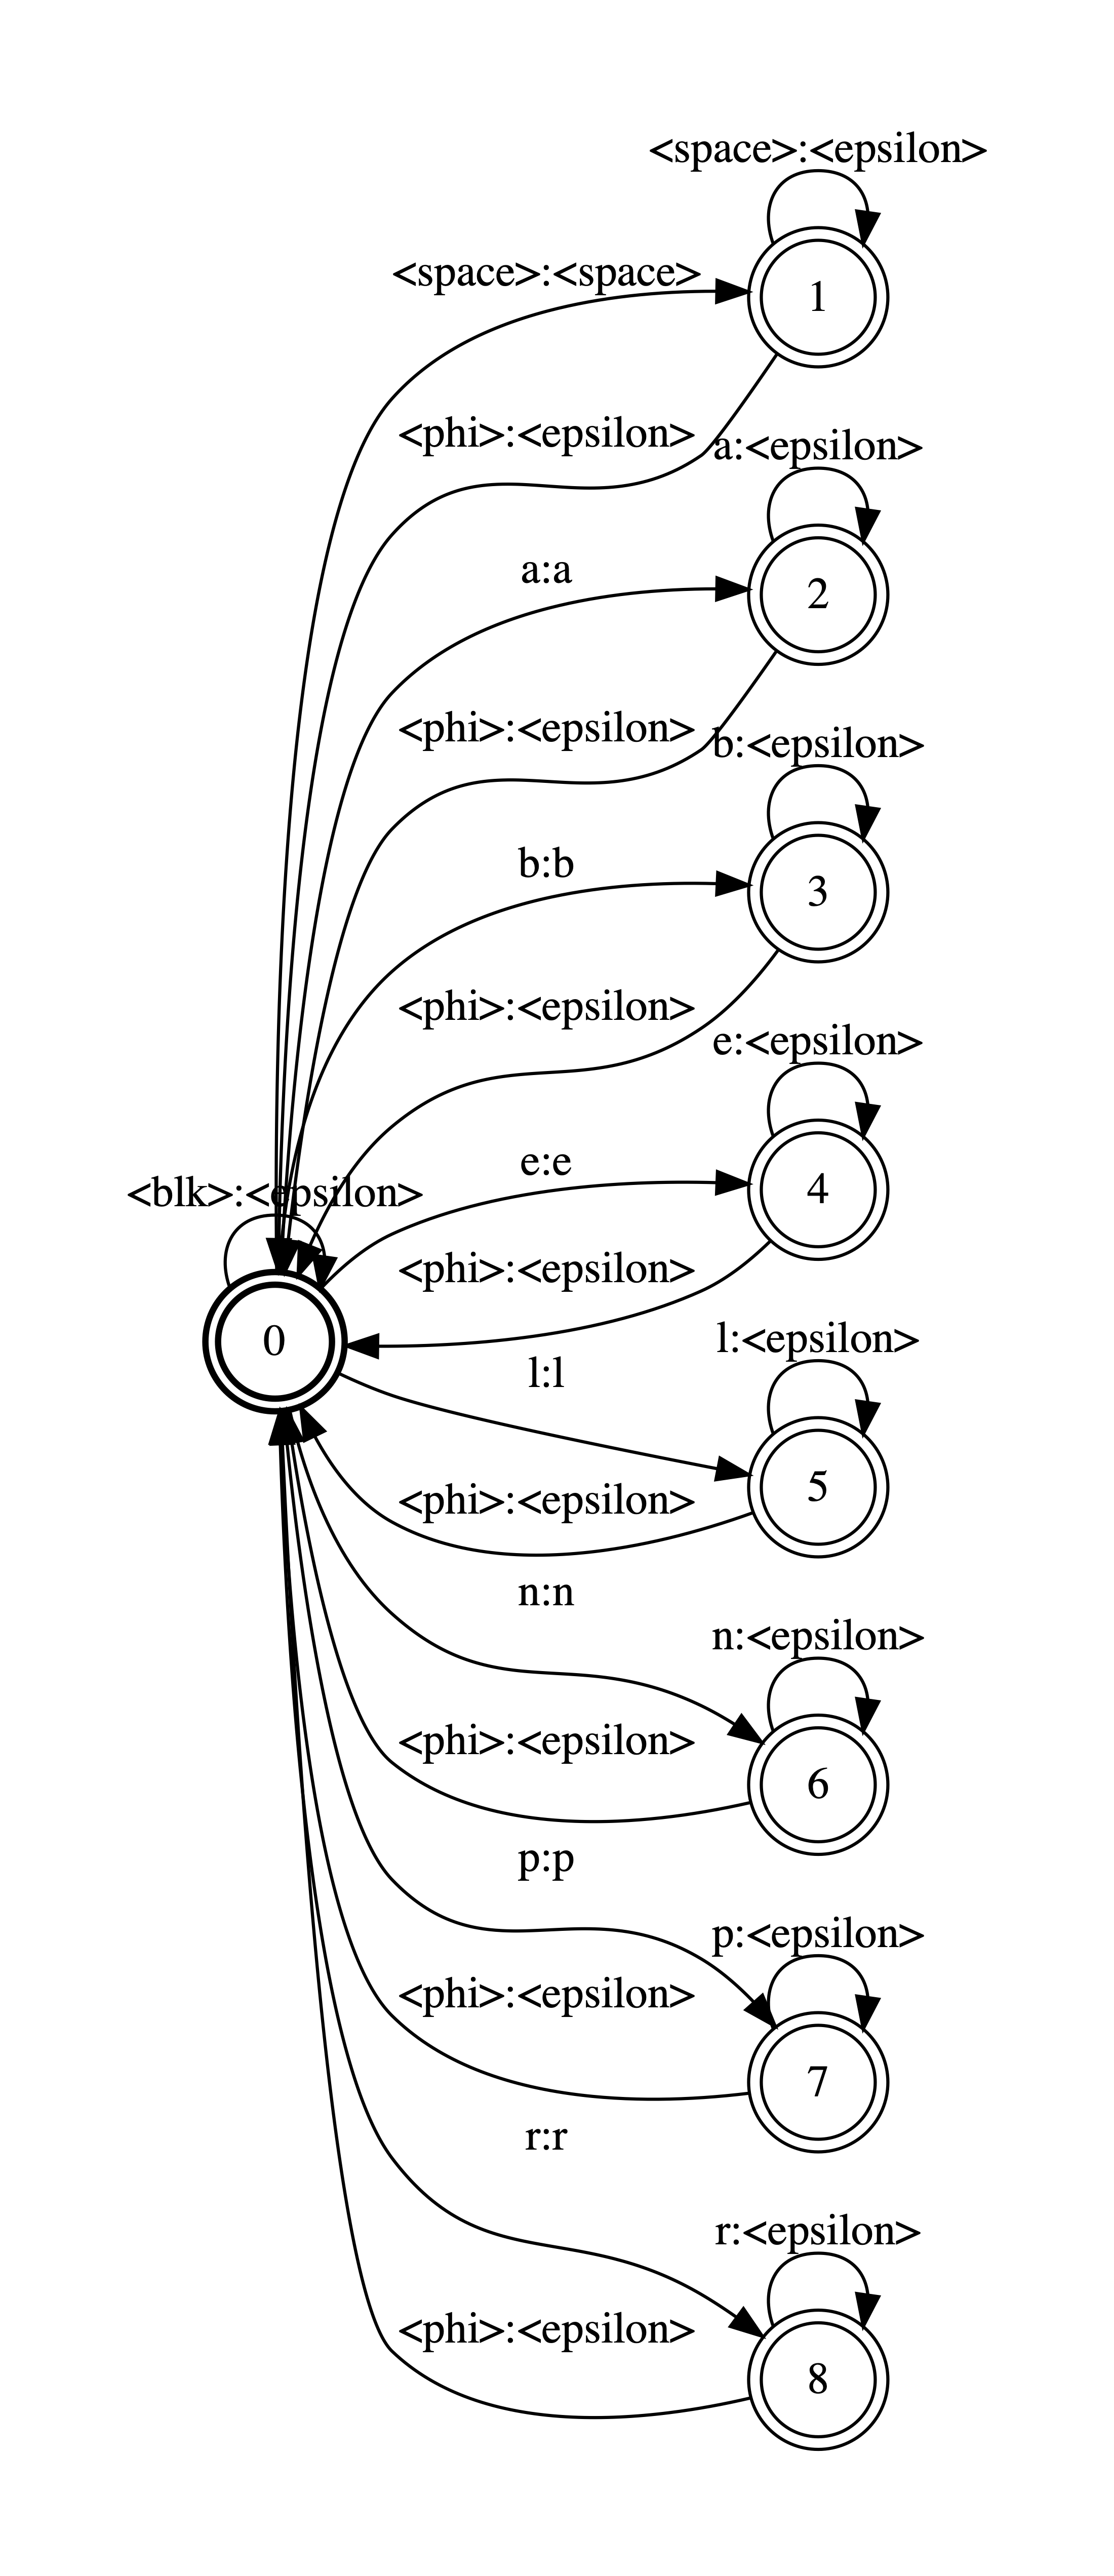 <space>:<epsilon>
<space>:<space>
1
<phi>:<epsilon>
a:<epsilon>
a:a
2
<phi>:<epsilon>
b:<epsilon>
b:b
3
<phi>:<epsilon>
e:<epsilon>
e:e
4
<blk>:<epsilon>
<phi>:<epsilon>
0
l:<epsilon>
l:l
5
<phi>:<epsilon>
n:n
n:<epsilon>
<phi>:<epsilon>
6
p:p
p:<epsilon>
<phi>:<epsilon>
7
r:r
r:<epsilon>
<phi>:<epsilon>
8